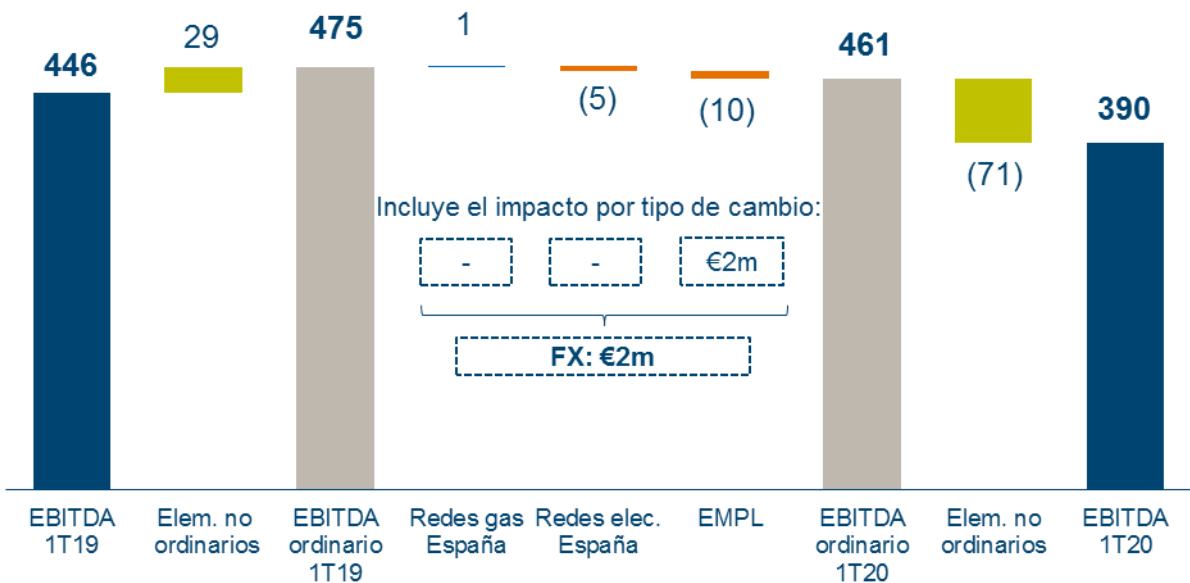 446
29
475
1
(5)
(10)
461
(71)
390
Incluye el impacto por tipo de cambio:
-
-
€2m
FX: €2m
EBITDA
1T19
Elem. no
ordinarios
EBITDA
ordinario
1T19
Redes gas
España
Redes elec.
España
EMPL
EBITDA
ordinario
1T20
Elem. no
ordinarios
EBITDA
1T20